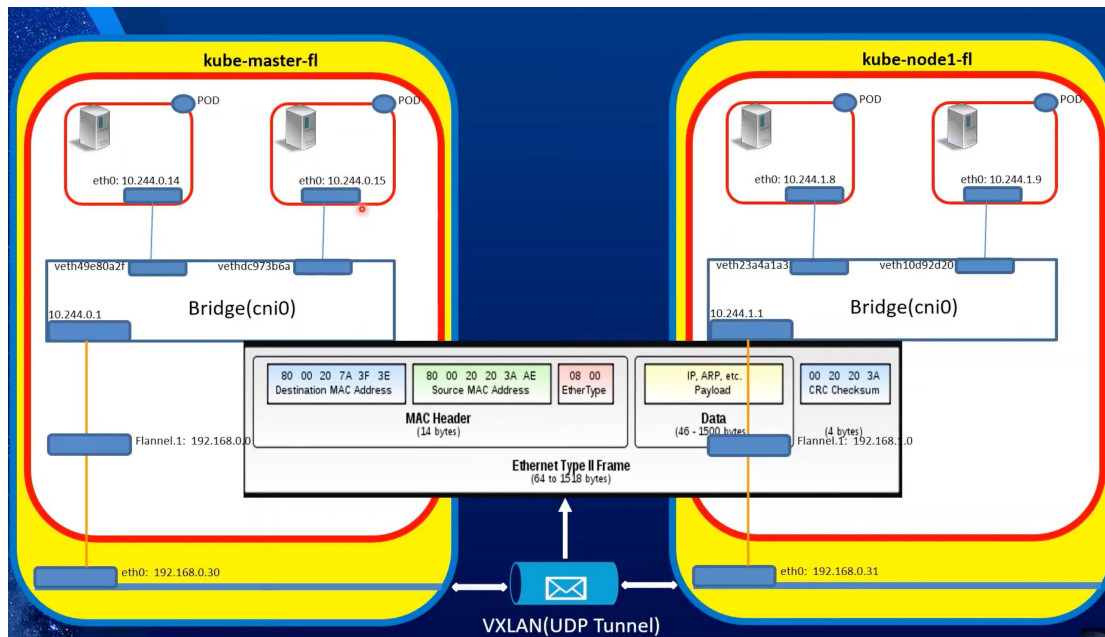 kube-master-fl
POD
POD
eth0: 10.244.0.14
eth0: 10.244.0.15
veth49e80a2f
vethdc973b6a
Bridge(cni0)
10.244.0.1
Flannel.1: 192.168.0.0
eth0: 192.168.0.30
kube-node1-fl
POD
POD
eth0: 10.244.1.8
eth0: 10.244.1.9
veth23a4a1a3
veth10d92d20
Bridge(cni0)
10.244.1.1
Flannel.1: 192.168.1.0
eth0: 192.168.0.31
80 00 20 7A 3F 3E
Destination MAC Address
80 00 20 20 3A AE
Source MAC Address
08 00
EtherType
IP, ARP, etc.
Payload
00 20 20 3A
CRC Checksum
MAC Header
(14 bytes)
Data
(46 - 1500 bytes
(4 bytes)
Ethernet Type II Frame
(64 to 1518 bytes)
VXLAN(UDP Tunnel)